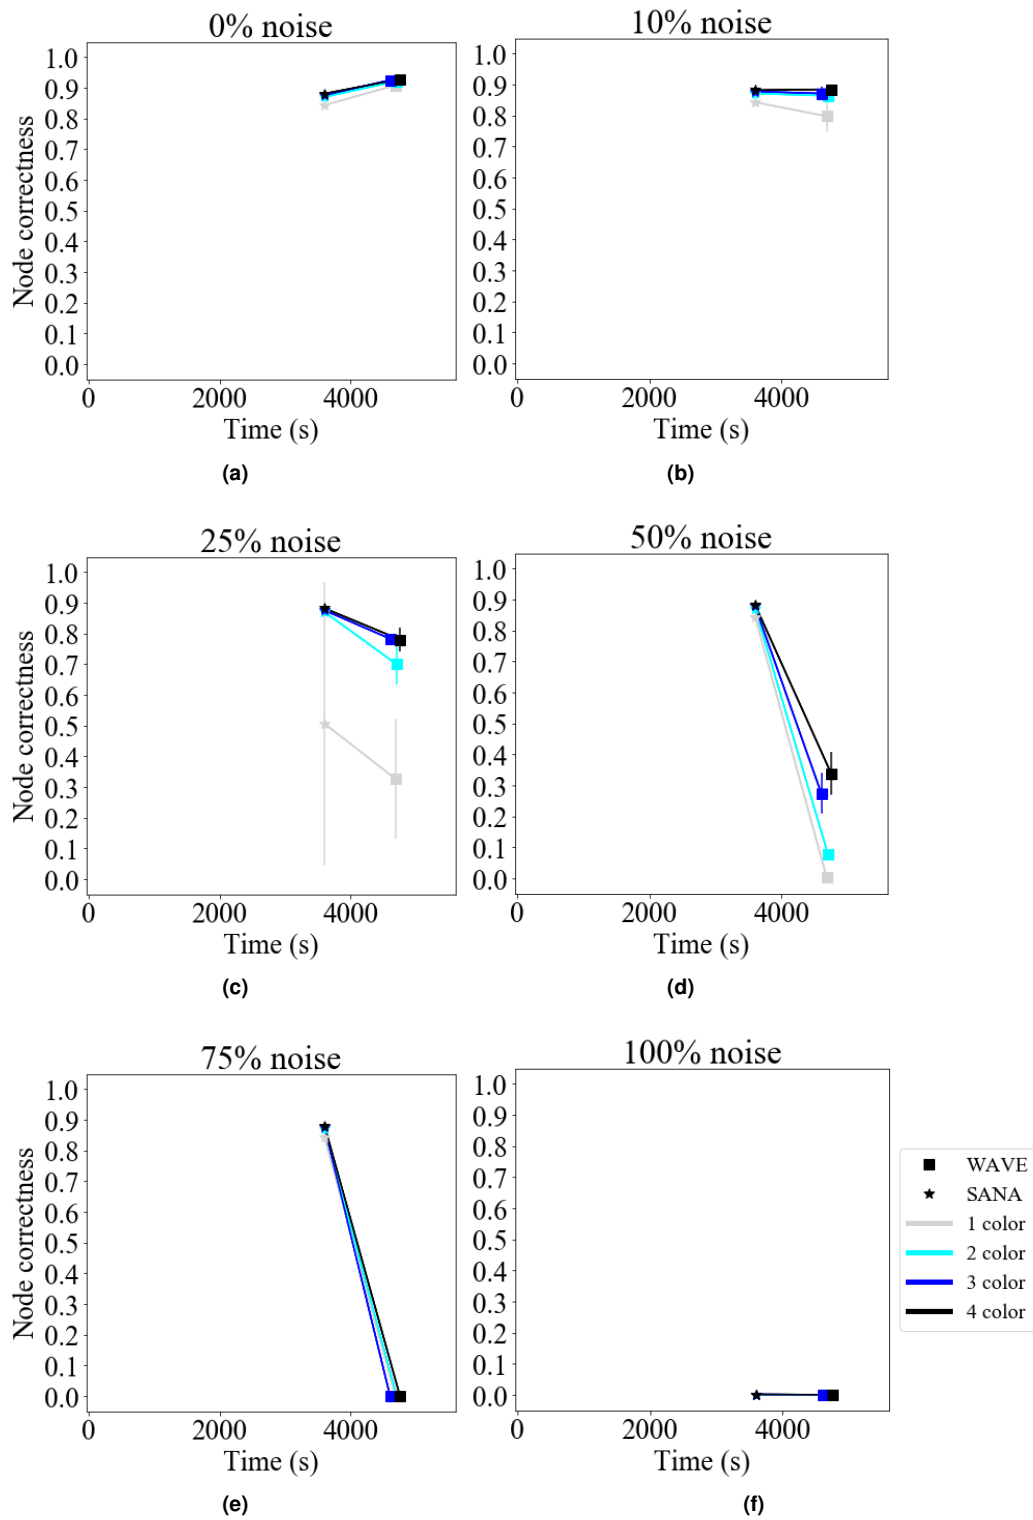 0% noise
10% noise
1.0
0.9
0.8
0.7
0.6
0.5
0.4
0.3
0.2
0.1
0.0
Node correctness
0 2000 4000
Time (s)
(a)
1.0
0.9
0.8
0.7
0.6
0.5
0.4
0.3
0.2
0.1
0.0
0 2000 4000
Time (s)
(b)
25% noise
50% noise
1.0
0.9
0.8
0.7
0.6
0.5
0.4
0.3
0.2
0.1
0.0
Node correctness
0 2000 4000
Time (s)
(c)
1.0
0.9
0.8
0.7
0.6
0.5
0.4
0.3
0.2
0.1
0.0
0 2000 4000
Time (s)
(d)
75% noise
100% noise
1.0
0.9
0.8
0.7
0.6
0.5
0.4
0.3
0.2
0.1
0.0
Node correctness
0 2000 4000
Time (s)
(e)
1.0
0.9
0.8
0.7
0.6
0.5
0.4
0.3
0.2
0.1
0.0
0 2000 4000
Time (s)
(f)
WAVE
SANA
1 color
2 color
3 color
4 color